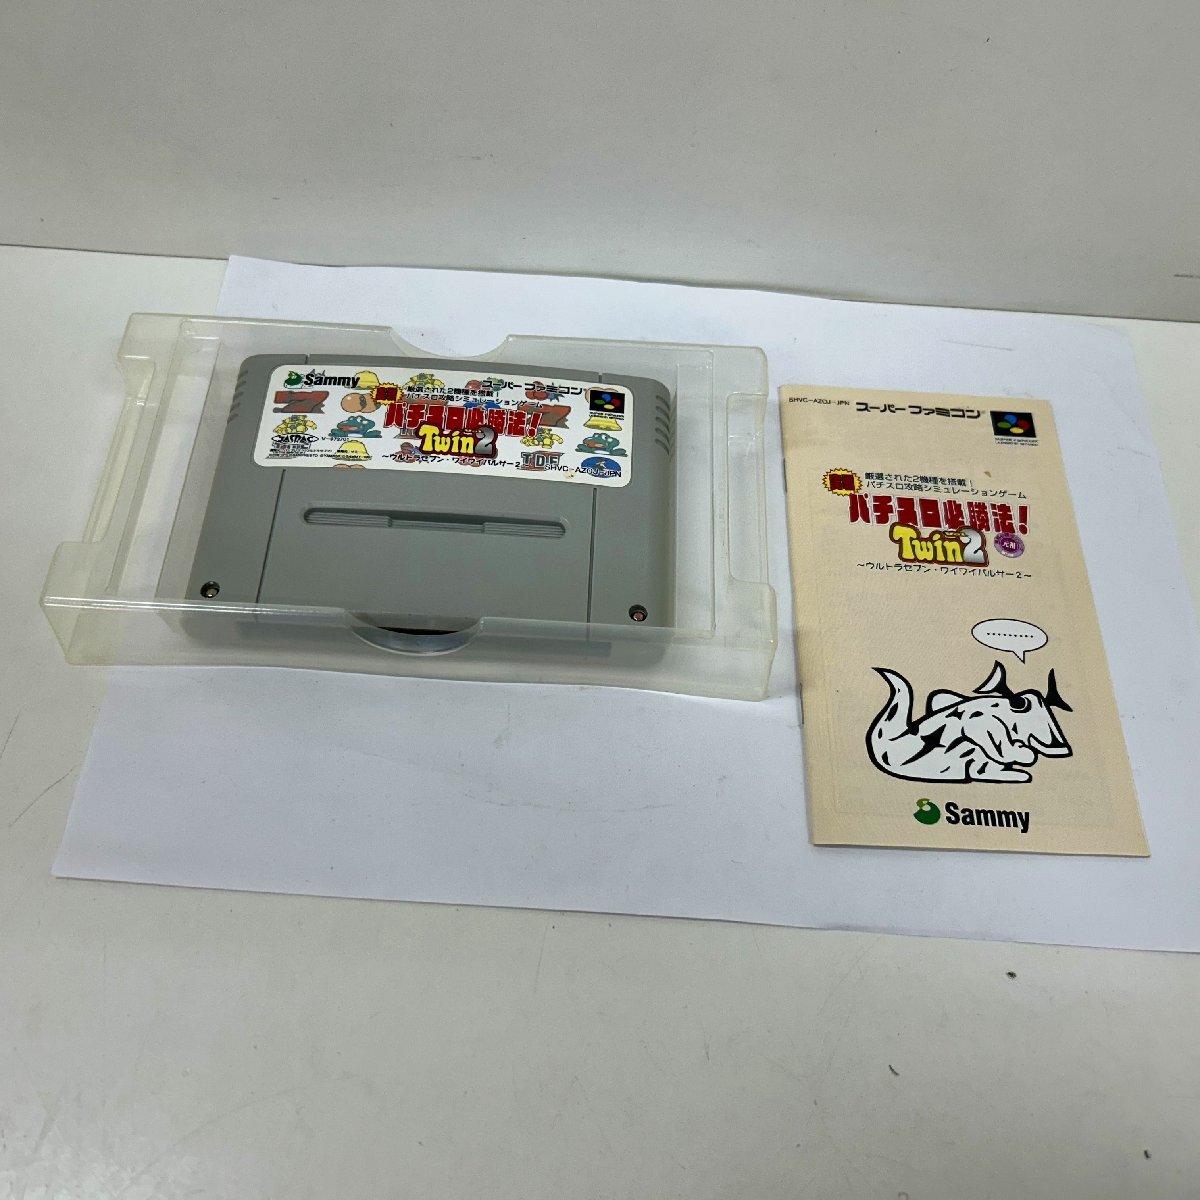 Sammy
スーパーファミコン
厳選された2機種を搭載!
パチスロ攻略シミュレーションゲーム
実戦
パチスロ必勝法!
Twin2
~ウルトラセブン・ワイワイパルサー2~
JASRAC
TDF
SHVC-AZOJ-JPN
SHVC-AZOJ-JPN
スーパーファミコン
厳選された2機種を搭載!
パチスロ攻略シミュレーションゲーム
実戦
パチスロ必勝法!
Twin2
~ウルトラセブン・ワイワイパルサー2~
.........
Sammy